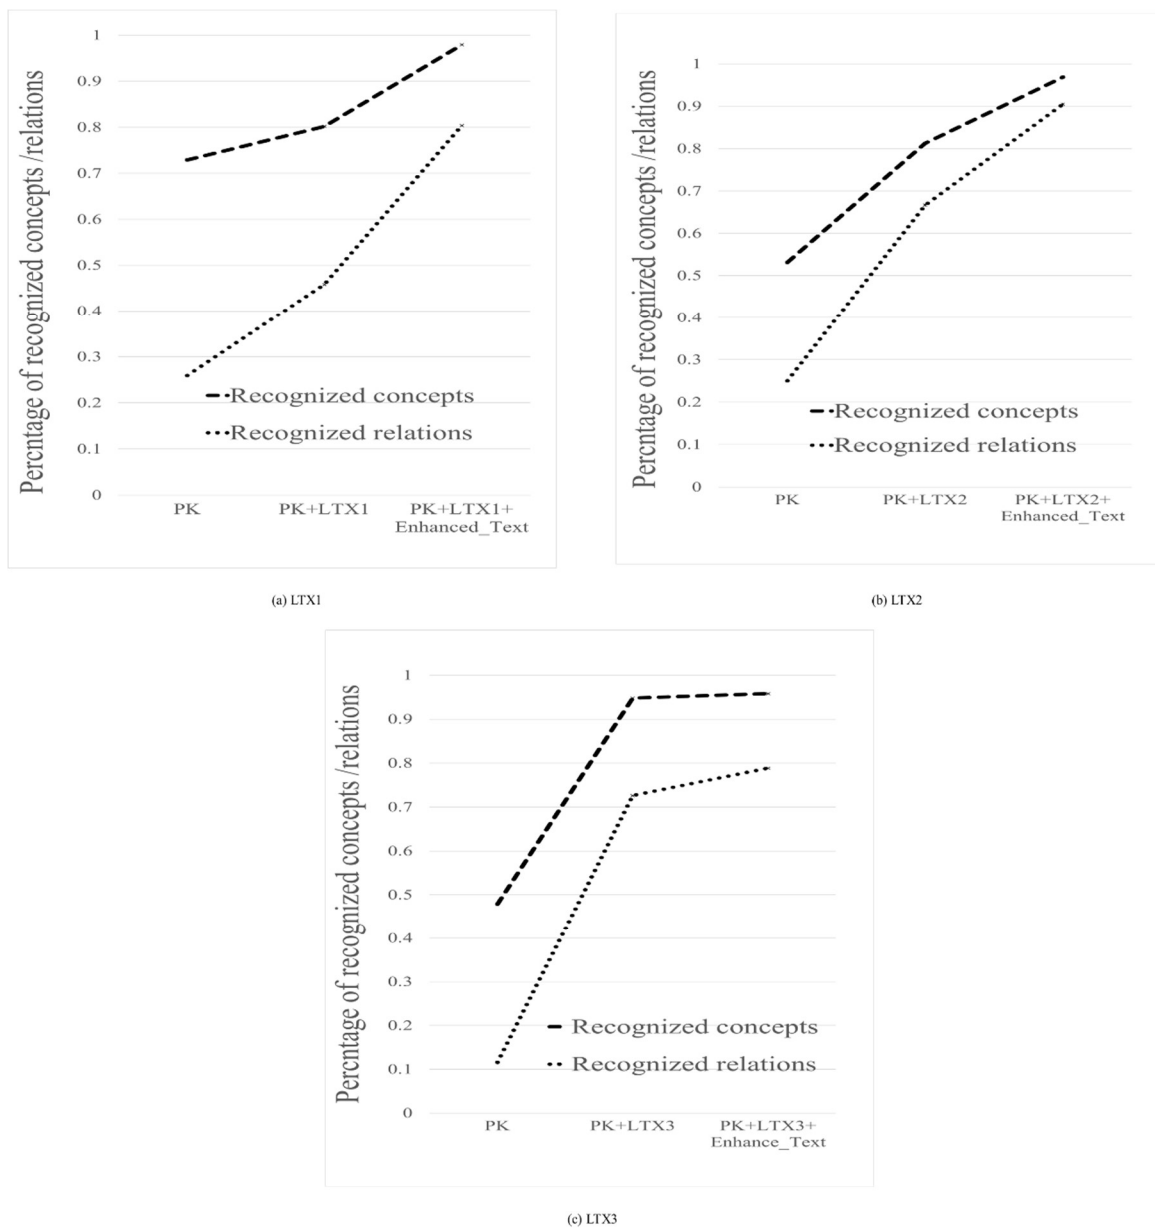 Percntage of recognized concepts /relations
1
0.9
0.8
0.7
0.6
0.5
0.4
0.3
0.2
0.1
0
Recognized concepts
Recognized relations
PK
PK+LTX1
PK+LTX1+
Enhanced_Text
(a) LTX1
Percntage of recognized concepts /relations
1
0.9
0.8
0.7
0.6
0.5
0.4
0.3
0.2
0.1
0
Recognized concepts
Recognized relations
PK
PK+LTX2
PK+LTX2+
Enhanced_Text
(b) LTX2
Percntage of recognized concepts /relations
1
0.9
0.8
0.7
0.6
0.5
0.4
0.3
0.2
0.1
0
Recognized concepts
Recognized relations
PK
PK+LTX3
PK+LTX3+
Enhance_Text
(c) LTX3